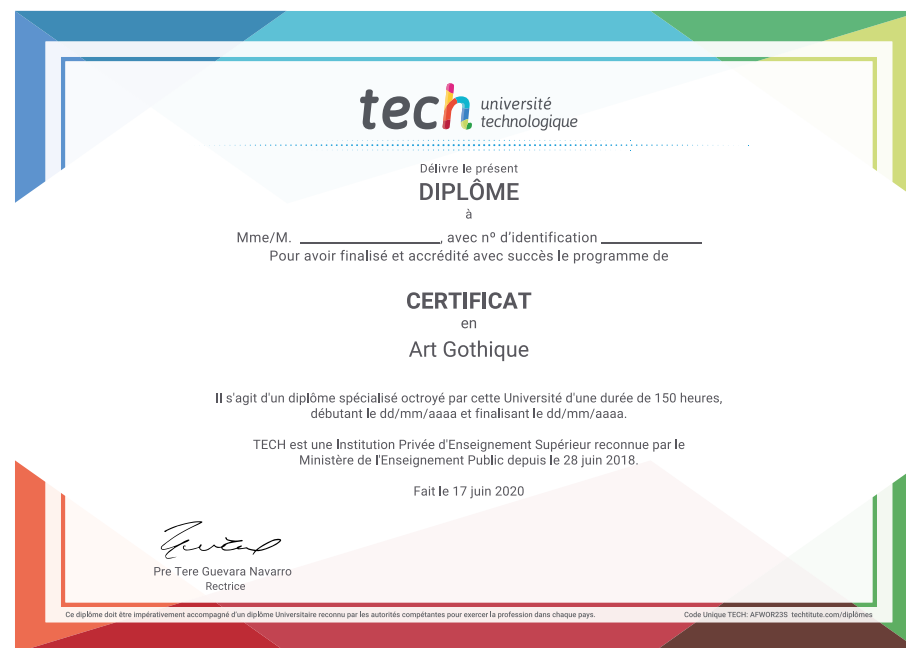 tech université
technologique
Délivre le présent
DIPLÔME
à
Mme/M. ____________________, avec nº d'identification ______________
Pour avoir finalisé et accrédité avec succès le programme de
CERTIFICAT
en
Art Gothique
Il s'agit d'un diplôme spécialisé octroyé par cette Université d'une durée de 150 heures,
débutant le dd/mm/aaaa et finalisant le dd/mm/aaaa.
TECH est une Institution Privée d'Enseignement Supérieur reconnue par le
Ministère de l'Enseignement Public depuis le 28 juin 2018.
Fait le 17 juin 2020
Pre Tere Guevara Navarro
Rectrice
Ce diplôme doit être impérativement accompagné d'un diplôme Universitaire reconnu par les autorités compétantes pour exercer la profession dans chaque pays. Code Unique TECH: AFWOR23S techtitute.com/diplômes